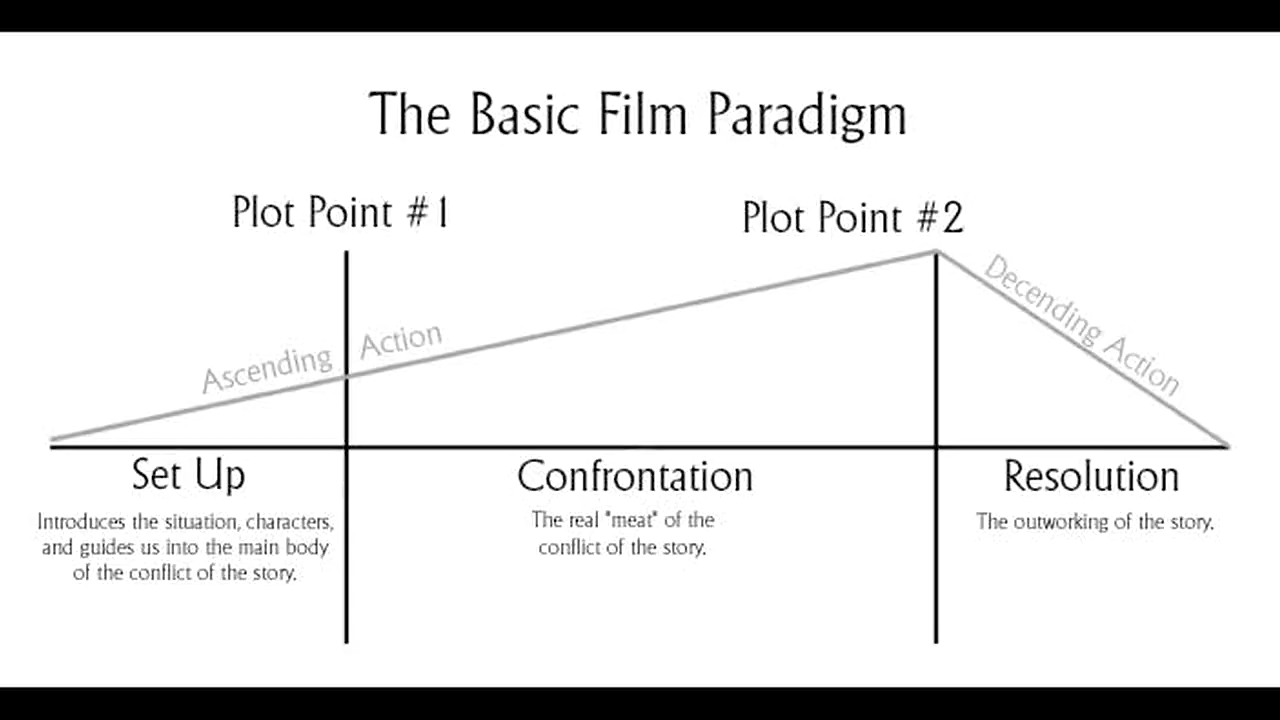 The Basic Film Paradigm
Plot Point #1
Plot Point #2
Ascending Action
Decending Action
Set Up
Introduces the situation, characters,
and guides us into the main body
of the conflict of the story.
Confrontation
The real "meat" of the
conflict of the story.
Resolution
The outworking of the story.